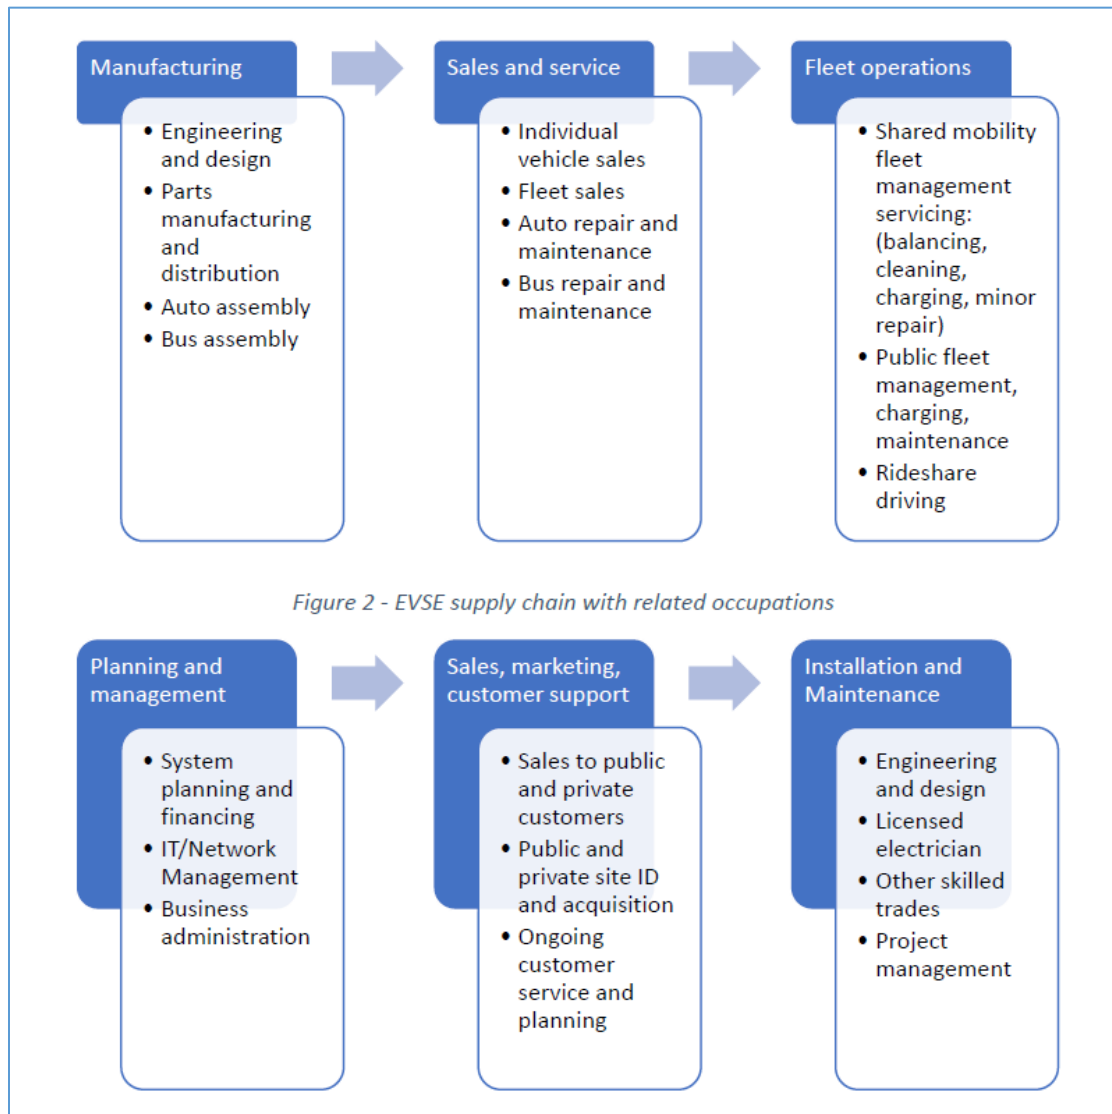 Manufacturing
• Engineering
and design
• Parts
manufacturing
and
distribution
• Auto assembly
• Bus assembly
Sales and service
• Individual
vehicle sales
• Fleet sales
• Auto repair and
maintenance
• Bus repair and
maintenance
Fleet operations
• Shared mobility
fleet
management
servicing:
(balancing,
cleaning,
charging, minor
repair)
• Public fleet
management,
charging,
maintenance
• Rideshare
driving
Figure 2 - EVSE supply chain with related occupations
Planning and
management
• System
planning and
financing
• IT/Network
Management
• Business
administration
Sales, marketing,
customer support
• Sales to public
and private
customers
• Public and
private site ID
and acquisition
• Ongoing
customer
service and
planning
Installation and
Maintenance
• Engineering
and design
• Licensed
electrician
• Other skilled
trades
• Project
management